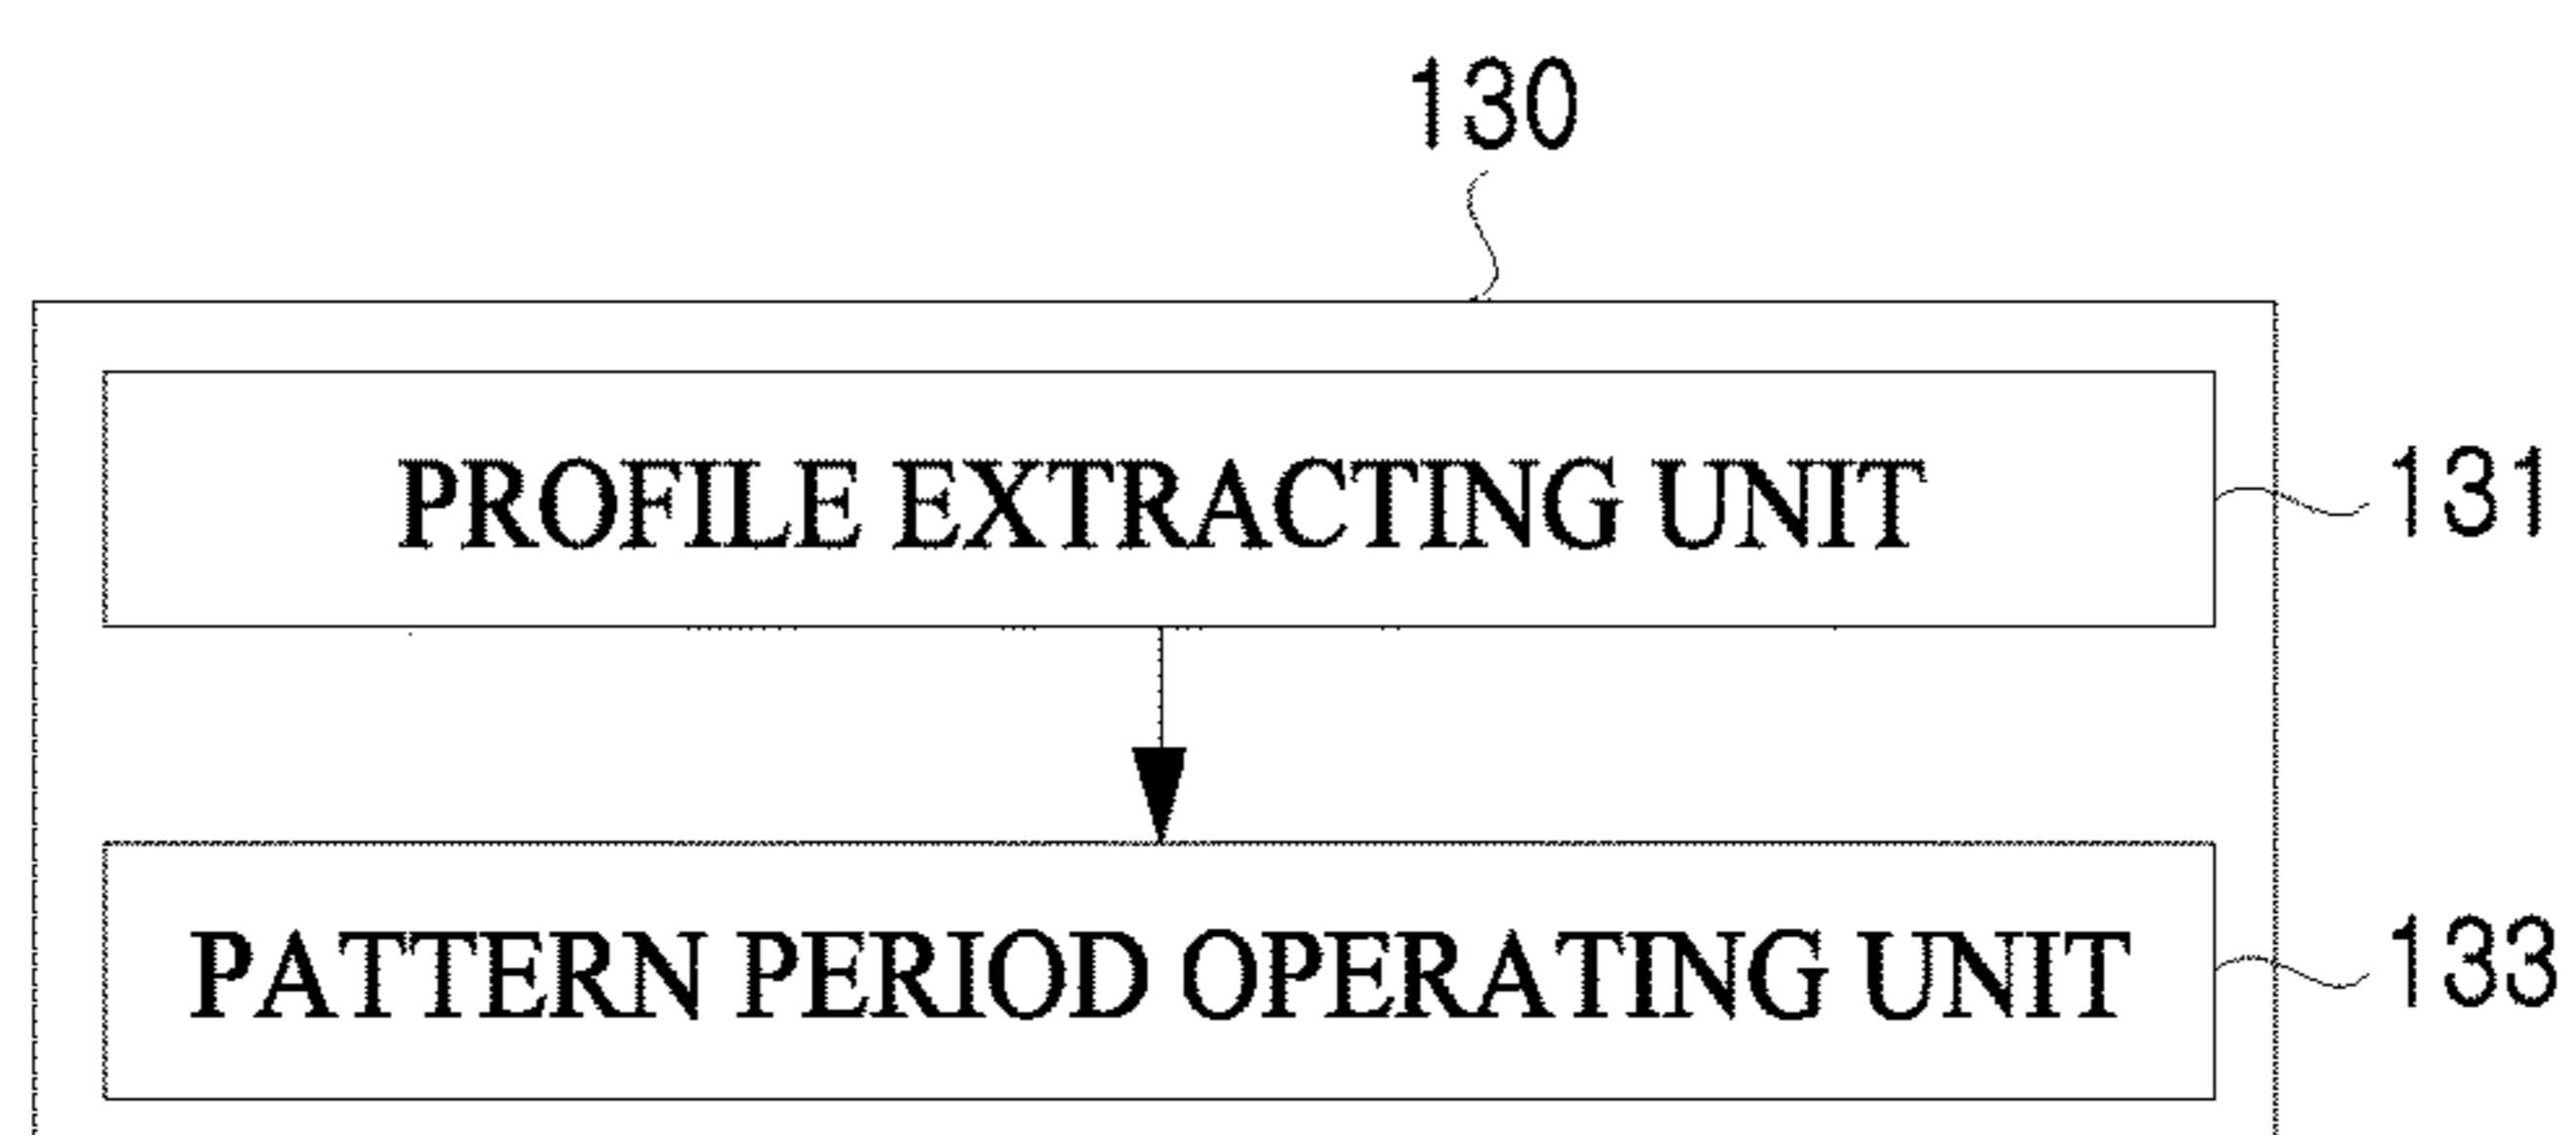 130
PROFILE EXTRACTING UNIT
131
PATTERN PERIOD OPERATING UNIT
133